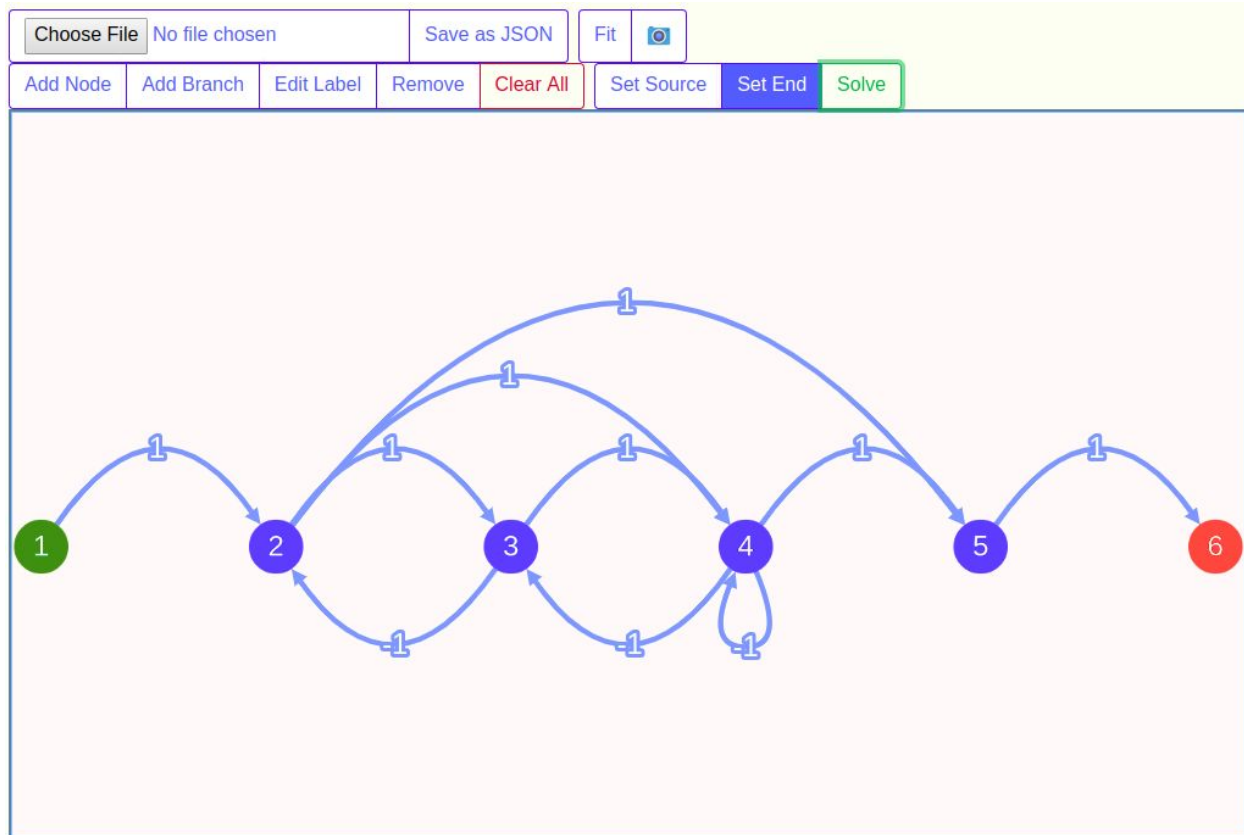 Choose File No file chosen Save as JSON Fit
Add Node Add Branch Edit Label Remove Clear All Set Source Set End Solve
1
1
1 1 1 1 1
1 2 3 4 5 6
-1 -1 -1